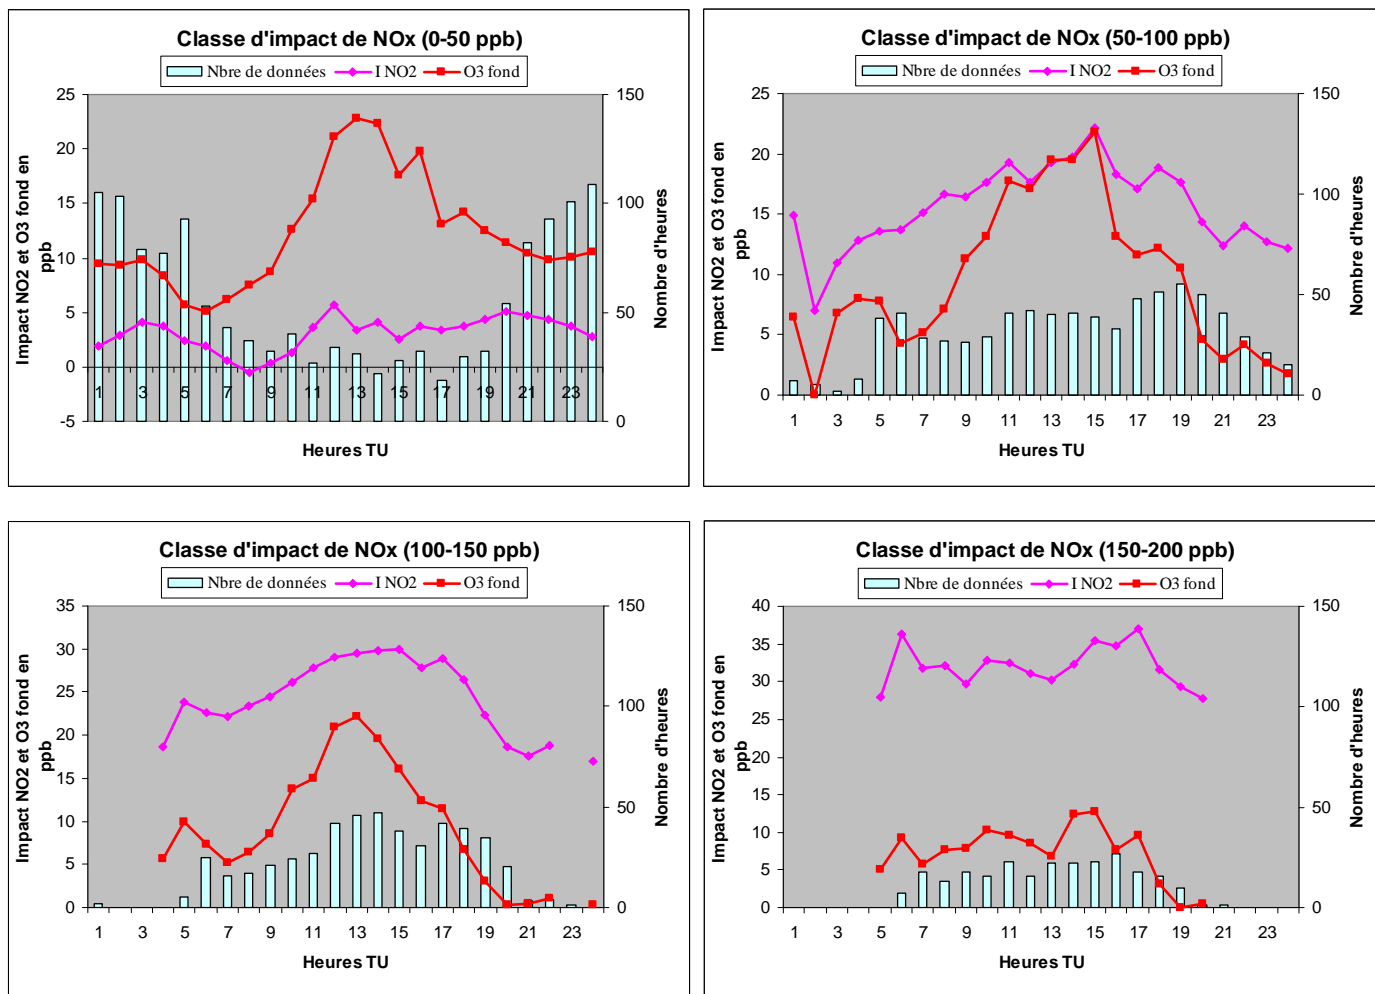 Classe d'impact de NOx (0-50 ppb)
Nbre de données I NO2 O3 fond
25
20
15
10
5
0
-5
150
100
50
0
1 3 5 7 9 11 13 15 17 19 21 23
Impact NO2 et O3 fond en
ppb
Nombre d'heures
Heures TU
Classe d'impact de NOx (50-100 ppb)
Nbre de données I NO2 O3 fond
25
20
15
10
5
0
150
100
50
0
1 3 5 7 9 11 13 15 17 19 21 23
Impact NO2 et O3 fond en
ppb
Nombre d'heures
Heures TU
Classe d'impact de NOx (100-150 ppb)
Nbre de données I NO2 O3 fond
35
30
25
20
15
10
5
0
150
100
50
0
1 3 5 7 9 11 13 15 17 19 21 23
Impact NO2 et O3 fond en
ppb
Nombre d'heures
Heures TU
Classe d'impact de NOx (150-200 ppb)
Nbre de données I NO2 O3 fond
40
35
30
25
20
15
10
5
0
150
100
50
0
1 3 5 7 9 11 13 15 17 19 21 23
Impact NO2 et O3 fond en
ppb
Nombre d'heures
Heures TU